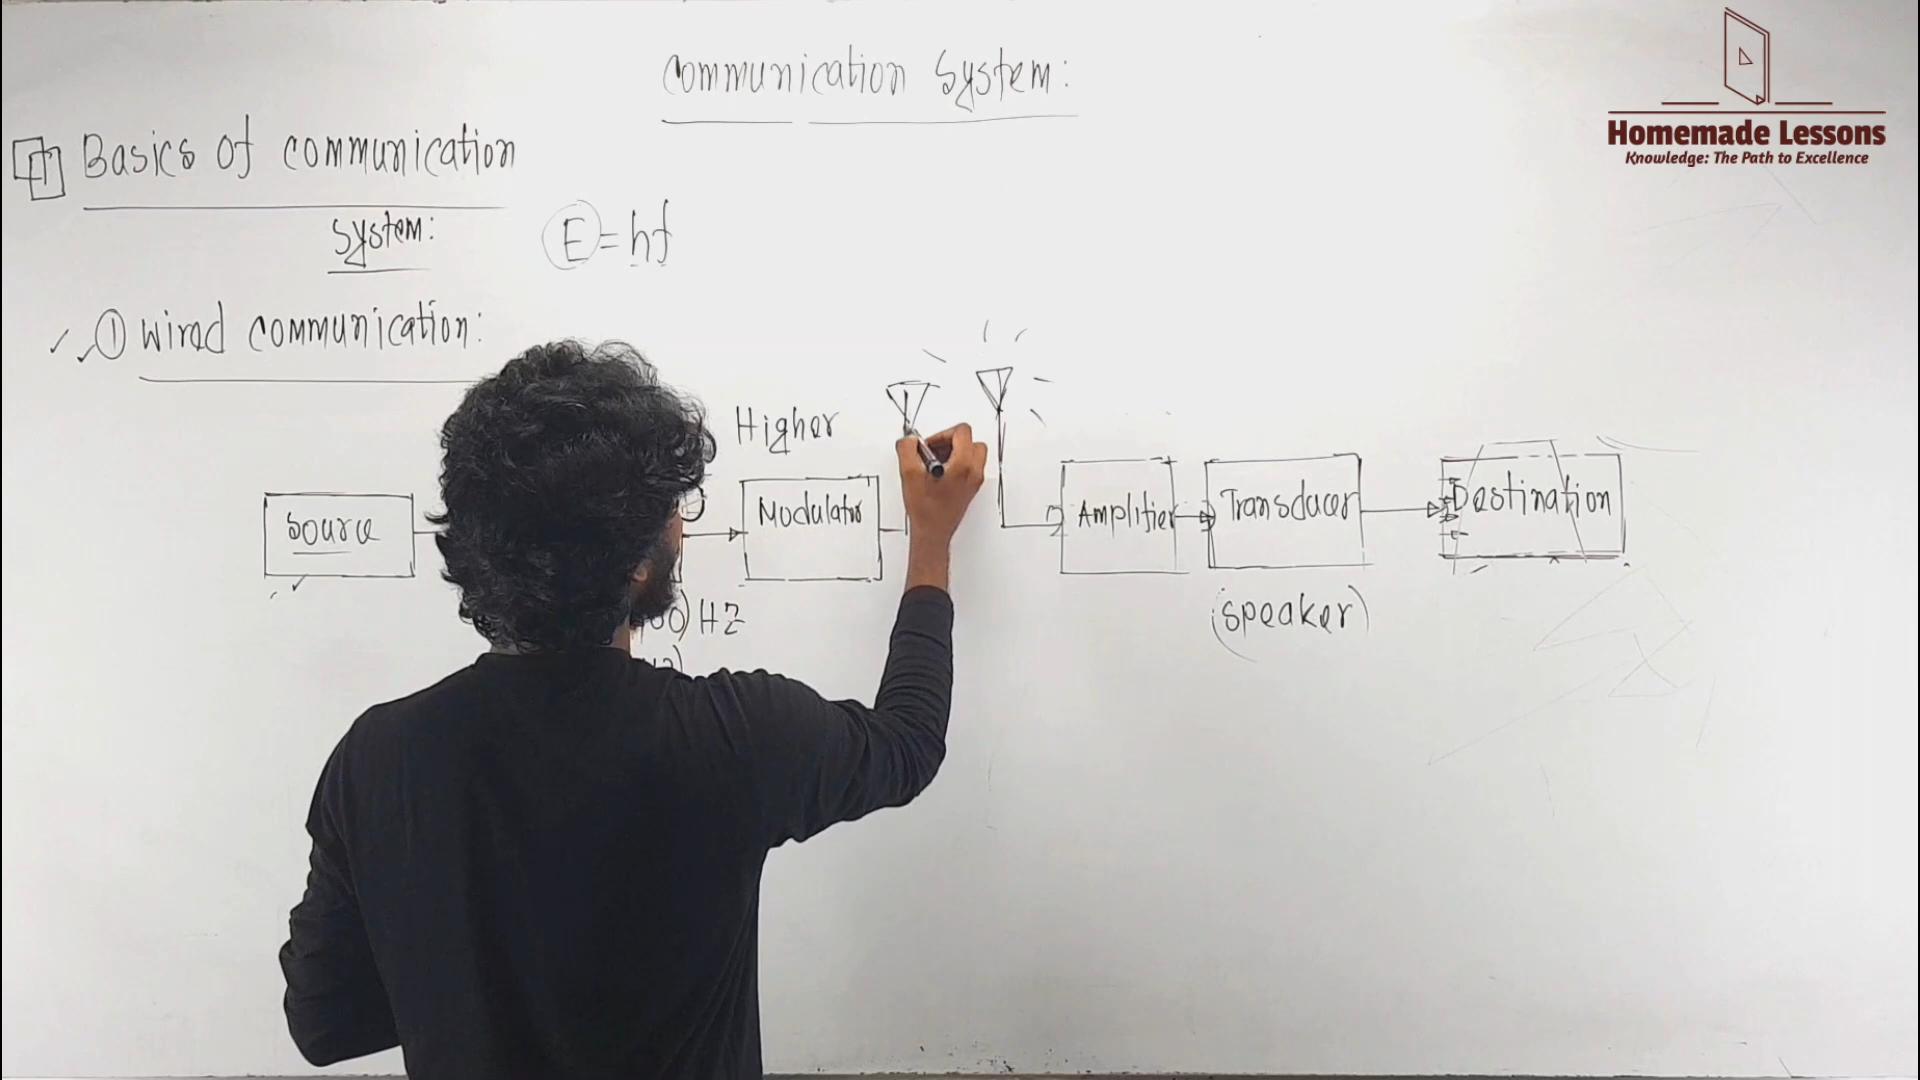 Communication System:
Homemade Lessons
Knowledge: The Path to Excellence
Basics of communication
System:
E=hf
① Wired communication:
Higher
Source
Modulator
Amplifier
Transducer
Destination
00) HZ
(speaker)